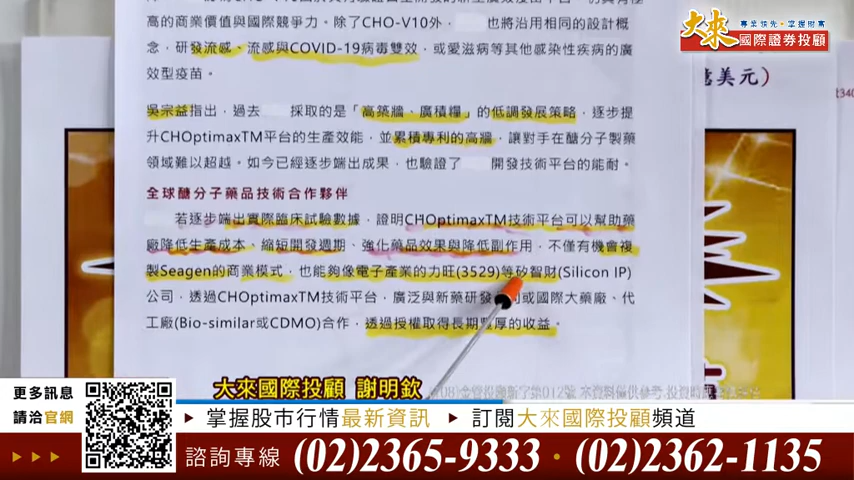 高的商業價值與國際競爭力。除了CHO-V10外, 也將沿用相同的設計概
念,研發流感、流感與COVID-19病毒雙效,或愛滋病等其他感染性疾病的廣
效型疫苗。
吳宗益指出,過去 採取的是「高築牆、廣積糧」的低調發展策略,逐步提
升CHOptimaxTM平台的生產效能,並累積專利的高牆,讓對手在醣分子製藥
領域難以超越。如今已經逐步端出成果,也驗證了 開發技術平台的能耐。
全球醣分子藥品技術合作夥伴
若逐步端出實際臨床試驗數據,證明CHOptimaxTM技術平台可以幫助藥
廠降低生產成本、縮短開發週期、強化藥品效果與降低副作用,不僅有機會複
製Seagen的商業模式,也能夠像電子產業的力旺(3529)等矽智財(Silicon IP)
公司,透過CHOptimaxTM技術平台,廣泛與新藥研發 或國際大藥廠、代
工廠(Bio-similar或CDMO)合作,透過授權取得長期豐厚的收益。
大來
專業領先・掌握財富
國際證券投顧
美元)
大來國際投顧 謝明欽
更多訊息
請洽官網
掌握股市行情最新資訊 訂閱大來國際投顧頻道
諮詢專線 (02)2365-9333・(02)2362-1135